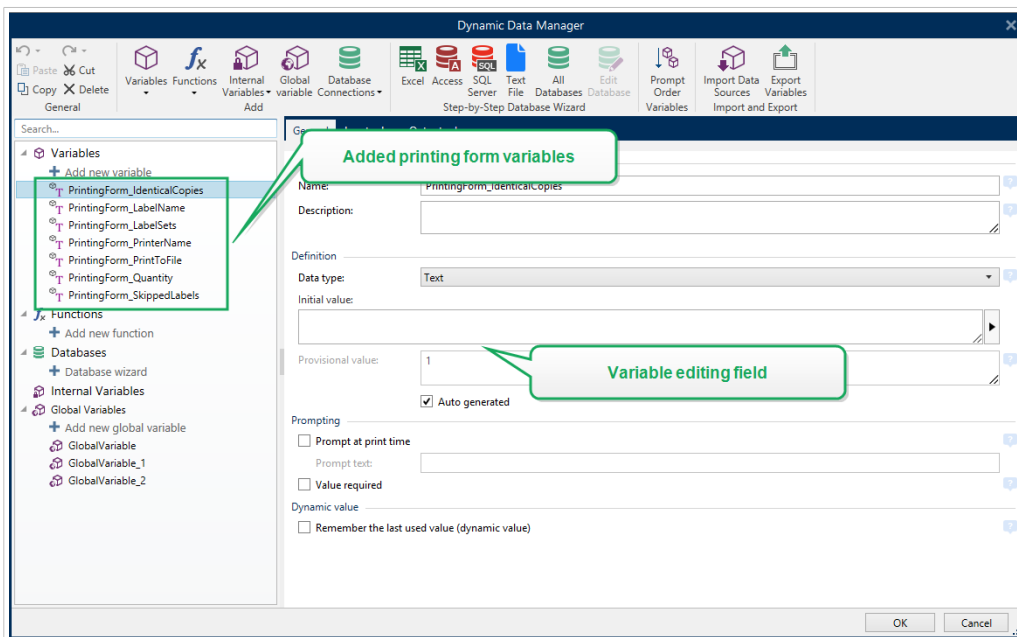 Dynamic Data Manager
Paste
Cut
Copy
Delete
General
Variables
Functions
Internal Variables
Global variable
Database Connections
Add
Excel
Access
SQL Server
Text File
All Databases
Edit Database
Step-by-Step Database Wizard
Prompt Order
Variables
Import Data Sources
Export Variables
Import and Export
Search...
Variables
Add new variable
PrintingForm_IdenticalCopies
PrintingForm_LabelName
PrintingForm_LabelSets
PrintingForm_PrinterName
PrintingForm_PrintToFile
PrintingForm_Quantity
PrintingForm_SkippedLabels
Functions
Add new function
Databases
Database wizard
Internal Variables
Global Variables
Add new global variable
GlobalVariable
GlobalVariable_1
GlobalVariable_2
Added printing form variables
Name:
PrintingForm_IdenticalCopies
Description:
Definition
Data type:
Text
Initial value:
Provisional value:
1
Variable editing field
Auto generated
Prompting
Prompt at print time
Prompt text:
Value required
Dynamic value
Remember the last used value (dynamic value)
OK
Cancel